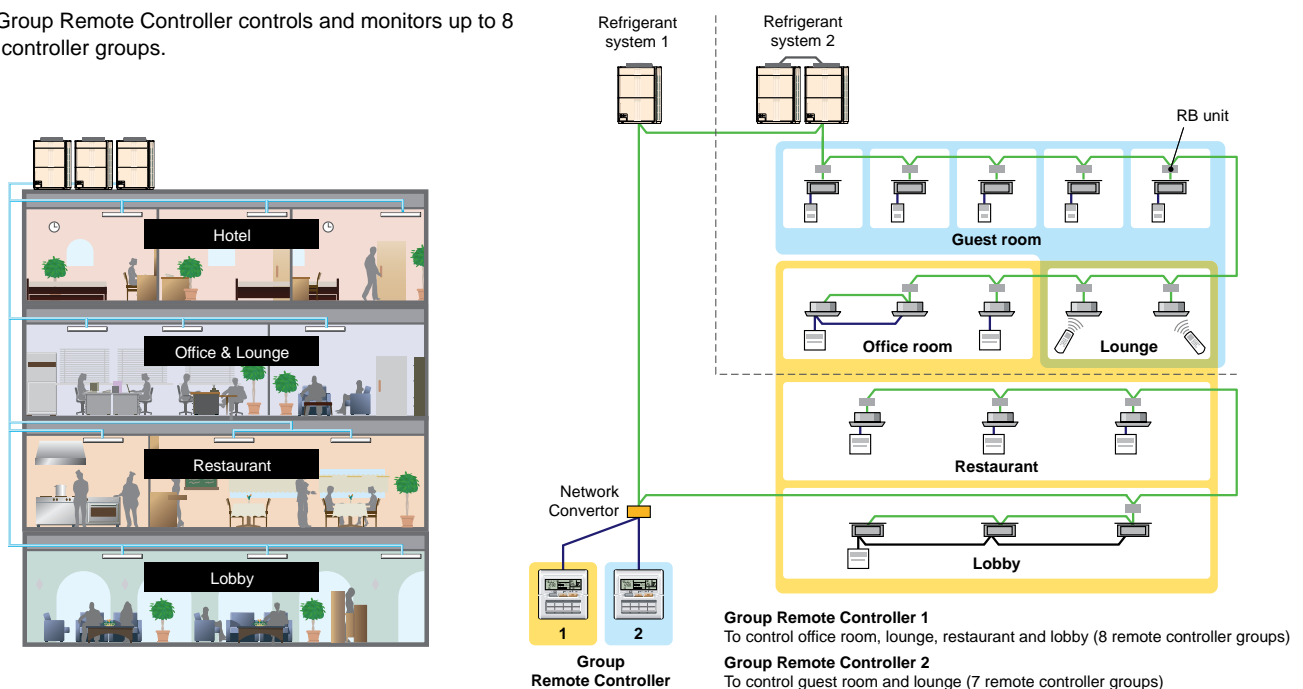 Group Remote Controller controls and monitors up to 8
controller groups.
Refrigerant
system 1
Refrigerant
system 2
RB unit
Hotel
Office & Lounge
Restaurant
Lobby
Guest room
Office room
Lounge
Restaurant
Lobby
Network
Convertor
1
2
Group
Remote Controller
Group Remote Controller 1
To control office room, lounge, restaurant and lobby (8 remote controller groups)
Group Remote Controller 2
To control guest room and lounge (7 remote controller groups)